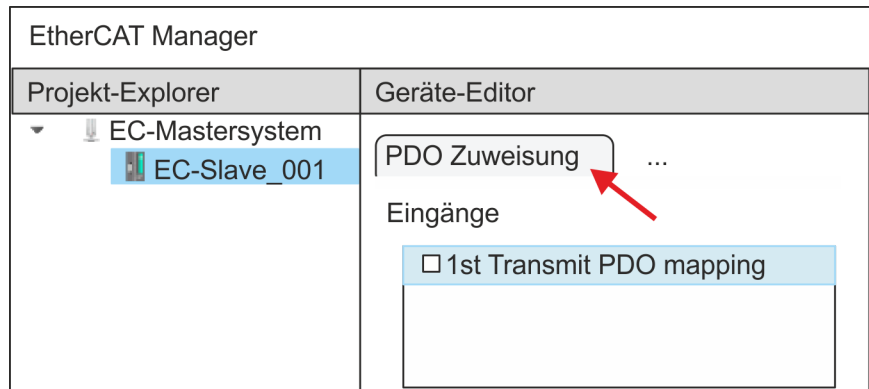 EtherCAT Manager
Projekt-Explorer
Geräte-Editor
EC-Mastersystem
EC-Slave_001
PDO Zuweisung
...
Eingänge
1st Transmit PDO mapping